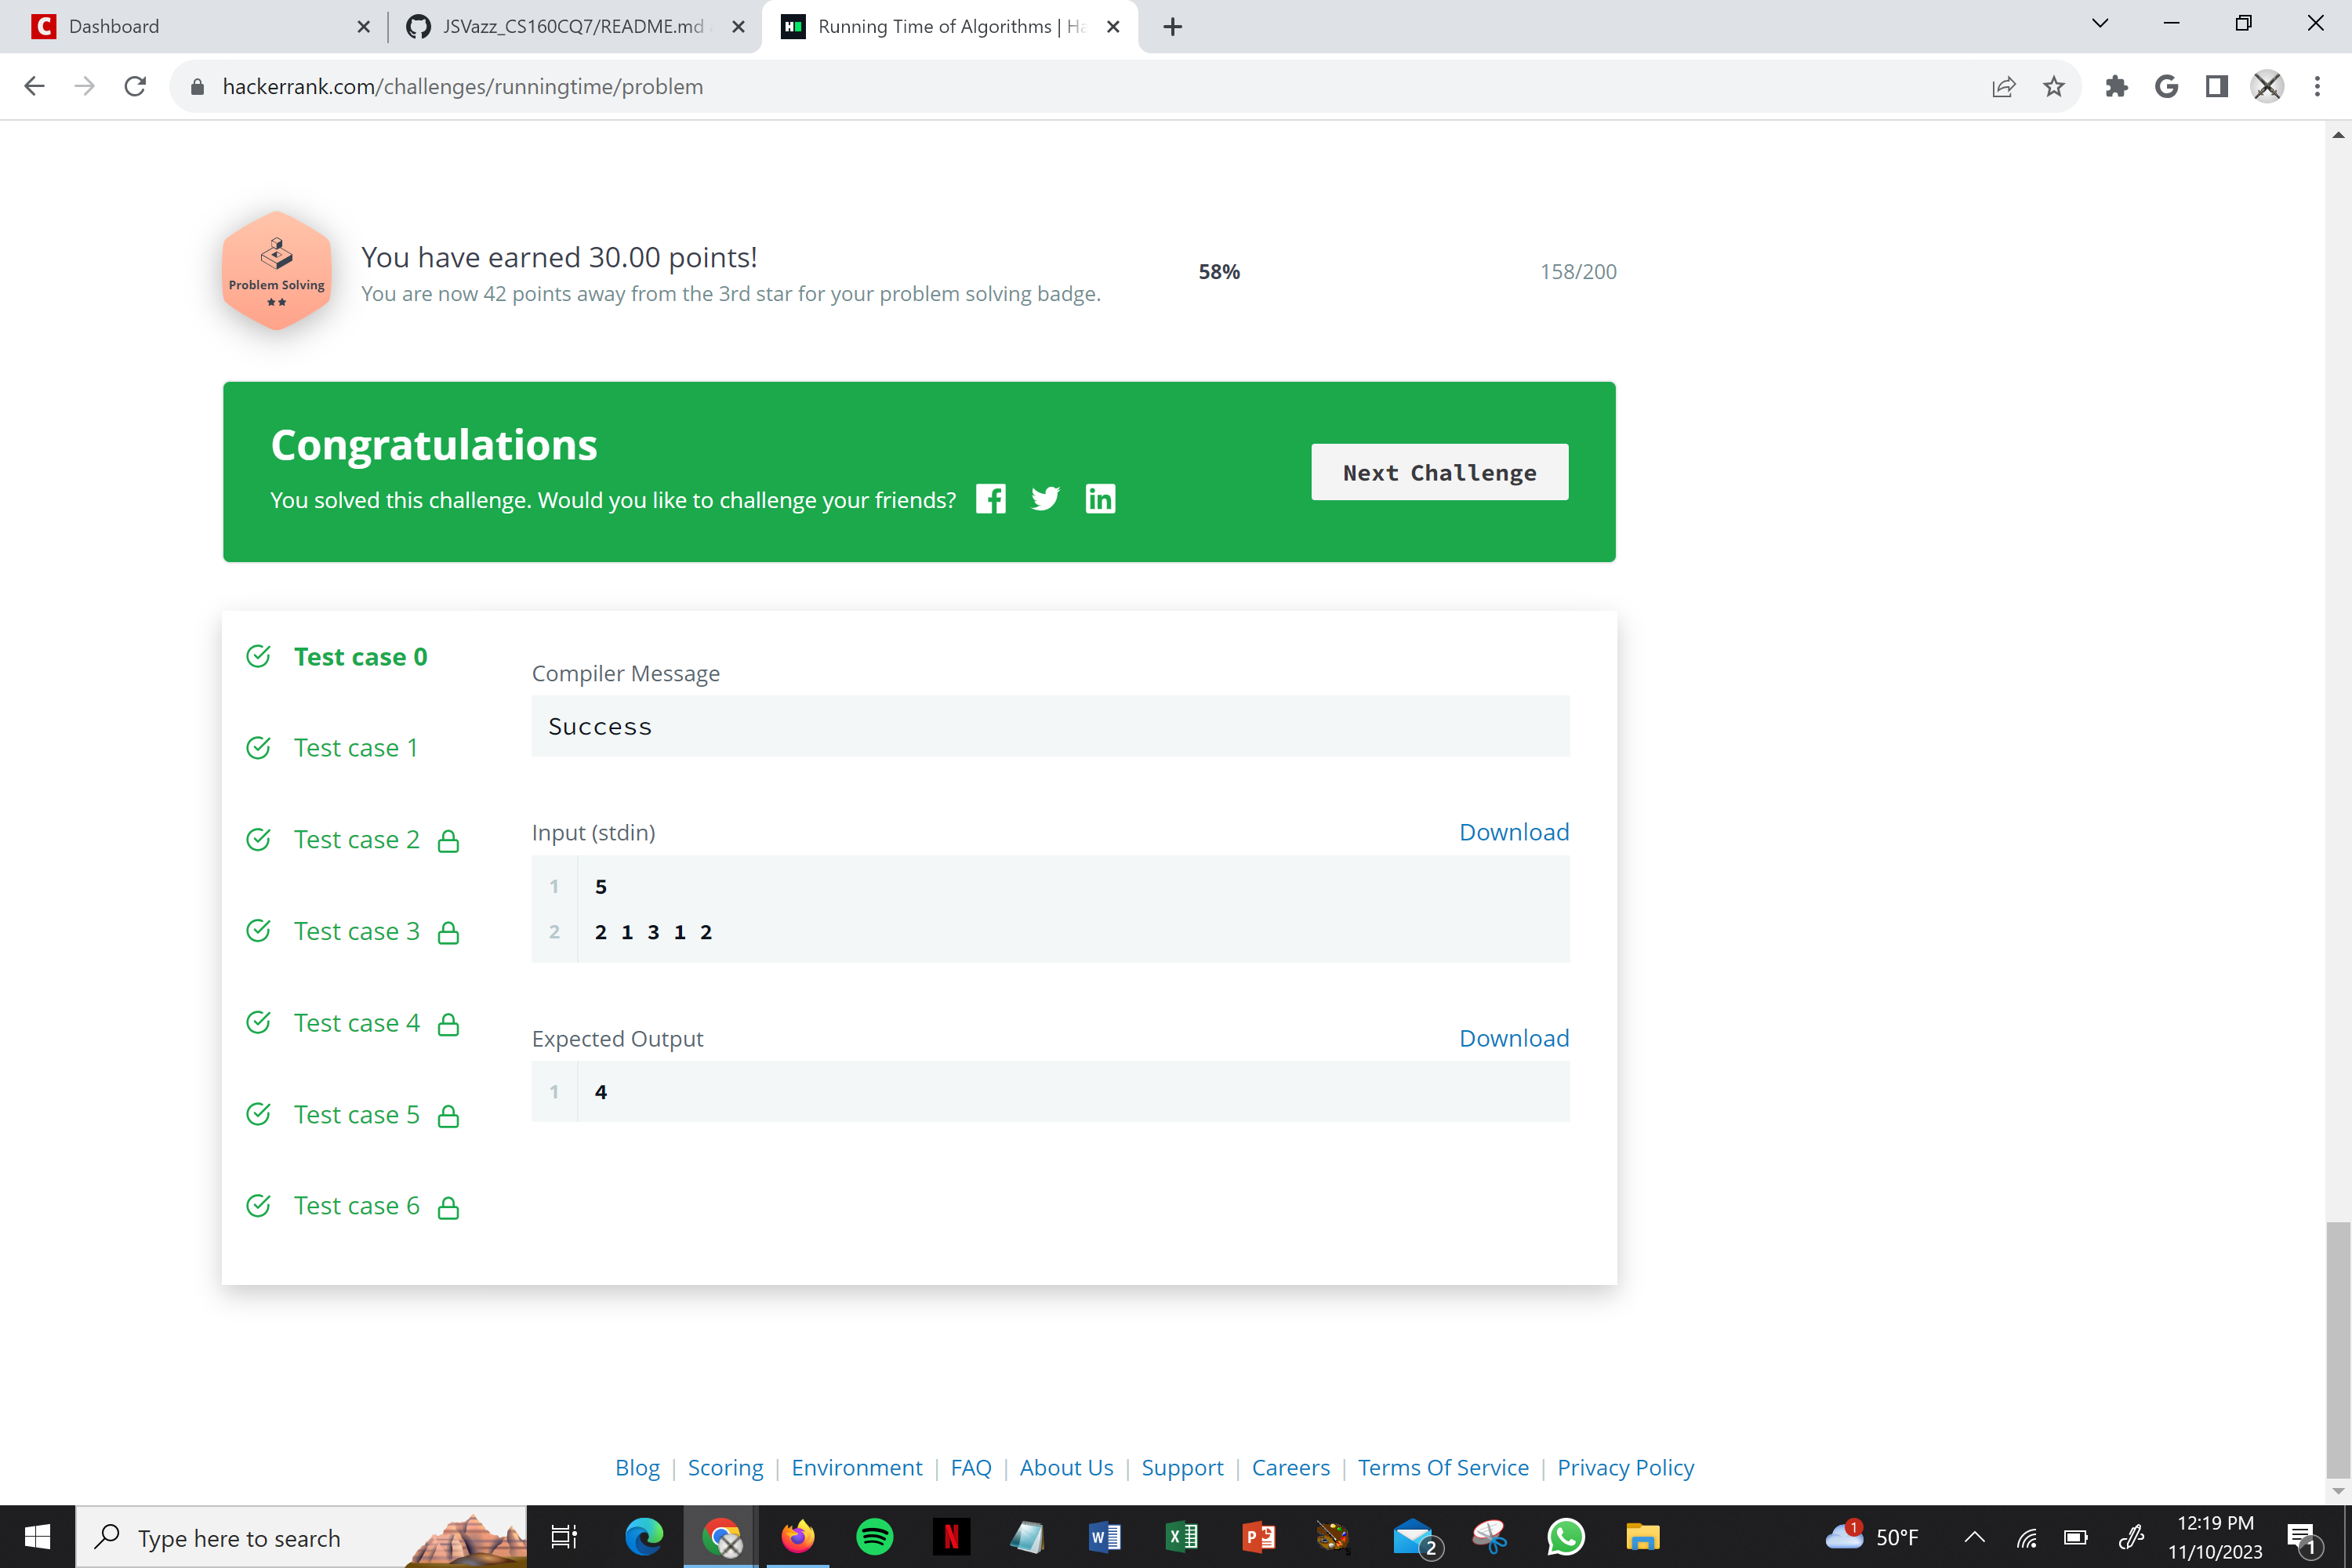 Dashboard
JSVazz_CS160CQ7/README.md
Running Time of Algorithms | Ha
hackerrank.com/challenges/runningtime/problem
Problem Solving
You have earned 30.00 points!
You are now 42 points away from the 3rd star for your problem solving badge.
58%
158/200
Congratulations
You solved this challenge. Would you like to challenge your friends?
Next Challenge
Test case 0
Test case 1
Test case 2
Test case 3
Test case 4
Test case 5
Test case 6
Compiler Message
Success
Input (stdin)
Download
1 5
2 2 1 3 1 2
Expected Output
Download
1 4
Blog | Scoring | Environment | FAQ | About Us | Support | Careers | Terms Of Service | Privacy Policy
Type here to search
2
1
50°F
12:19 PM
11/10/2023
1